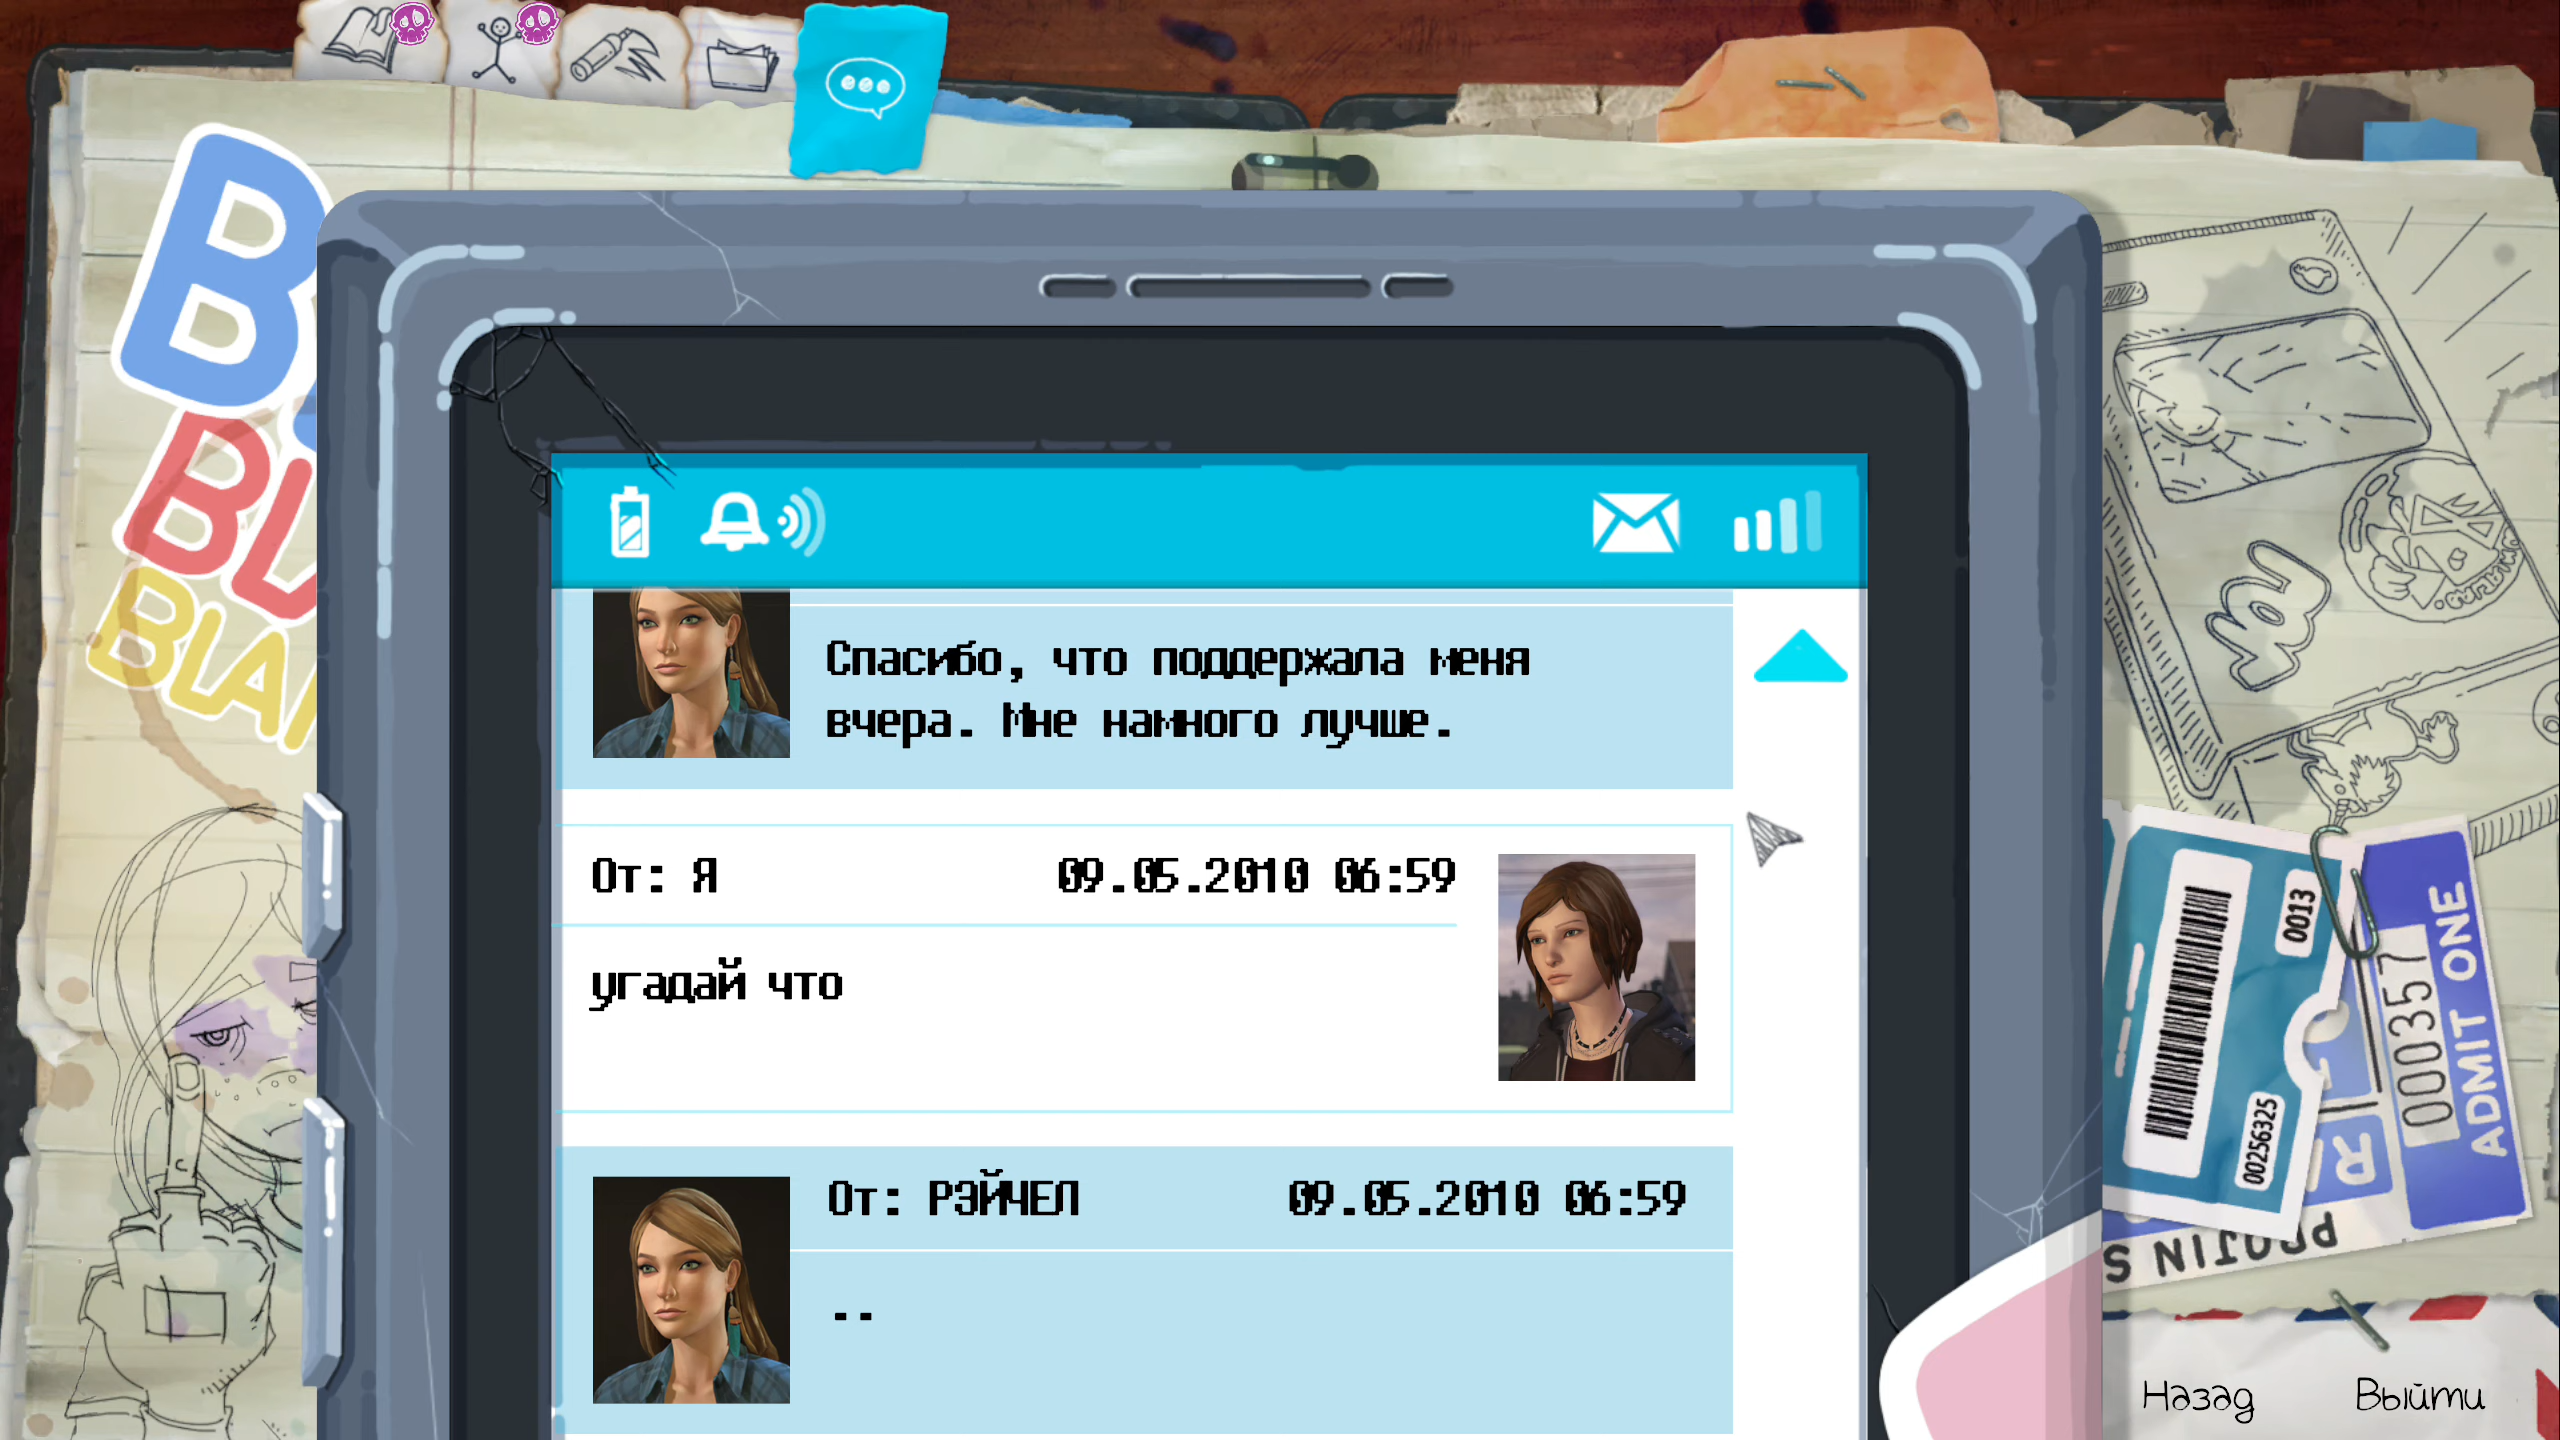 Спасибо, что поддержала меня
вчера. Мне намного лучше.
От: Я 09.05.2010 06:59
угадай что
От: РЭЙЧЕЛ 09.05.2010 06:59
--
0013
00256325
000357
ADMIT ONE
Назад Выйти